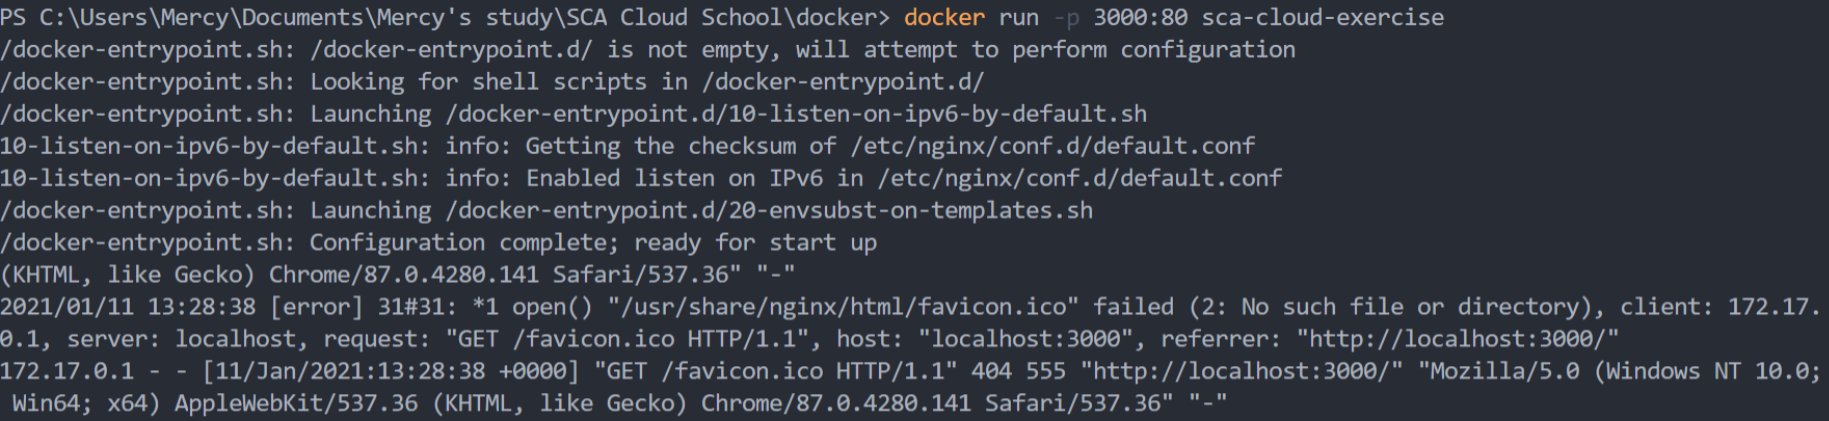 PS C:\Users\Mercy\Documents\Mercy's study\SCA Cloud School\docker> docker run -p 3000:80 sca-cloud-exercise
/docker-entrypoint.sh: /docker-entrypoint.d/ is not empty, will attempt to perform configuration
/docker-entrypoint.sh: Looking for shell scripts in /docker-entrypoint.d/
/docker-entrypoint.sh: Launching /docker-entrypoint.d/10-listen-on-ipv6-by-default.sh
10-listen-on-ipv6-by-default.sh: info: Getting the checksum of /etc/nginx/conf.d/default.conf
10-listen-on-ipv6-by-default.sh: info: Enabled listen on IPv6 in /etc/nginx/conf.d/default.conf
/docker-entrypoint.sh: Launching /docker-entrypoint.d/20-envsubst-on-templates.sh
/docker-entrypoint.sh: Configuration complete; ready for start up
(KHTML, like Gecko) Chrome/87.0.4280.141 Safari/537.36" "-"
2021/01/11 13:28:38 [error] 31#31: *1 open() "/usr/share/nginx/html/favicon.ico" failed (2: No such file or directory), client: 172.17.
0.1, server: localhost, request: "GET /favicon.ico HTTP/1.1", host: "localhost:3000", referrer: "http://localhost:3000/"
172.17.0.1 - - [11/Jan/2021:13:28:38 +0000] "GET /favicon.ico HTTP/1.1" 404 555 "http://localhost:3000/" "Mozilla/5.0 (Windows NT 10.0;
 Win64; x64) AppleWebKit/537.36 (KHTML, like Gecko) Chrome/87.0.4280.141 Safari/537.36" "-"